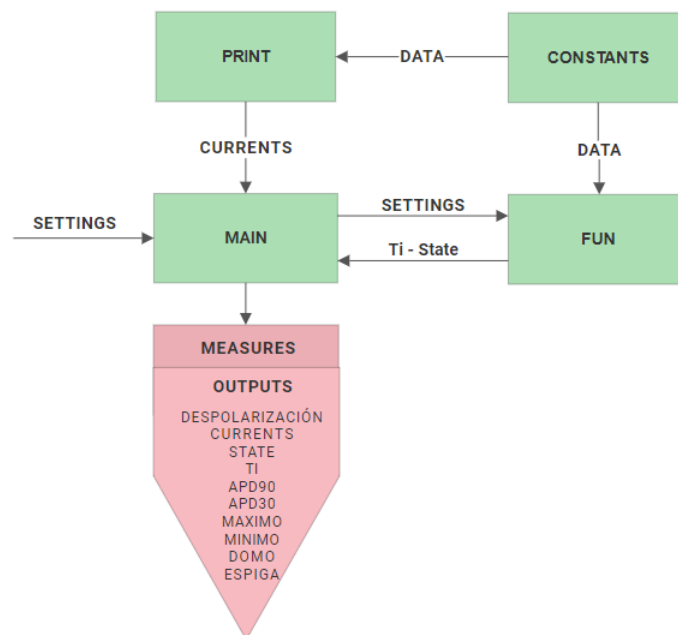 PRINT
DATA
CONSTANTS
CURRENTS
DATA
SETTINGS
MAIN
SETTINGS
FUN
Ti - State
MEASURES
OUTPUTS
DESPOLARIZACIÓN
CURRENTS
STATE
TI
APD90
APD30
MAXIMO
MINIMO
DOMO
ESPIGA